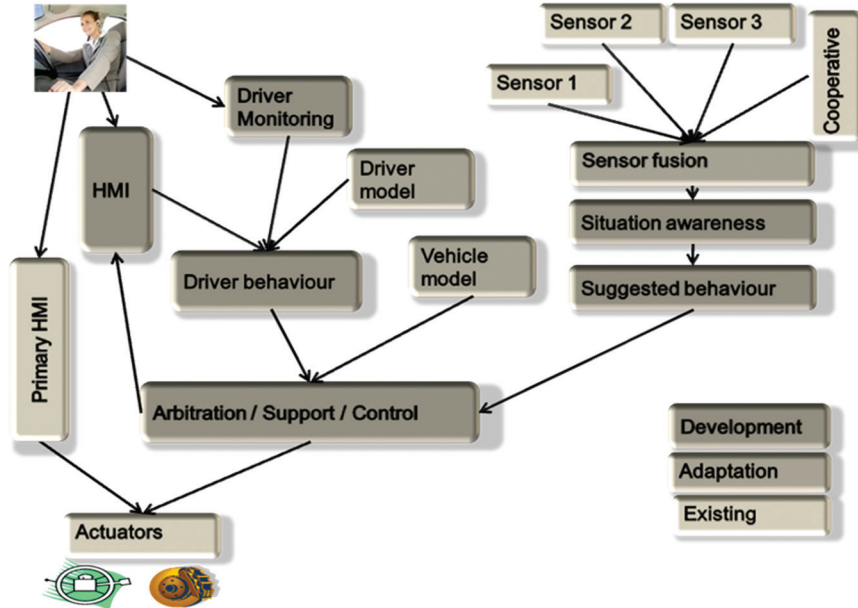 Sensor 2
Sensor 3
Sensor 1
Cooperative
Driver
Monitoring
Sensor fusion
HMI
Driver
model
Situation awareness
Driver behaviour
Vehicle
model
Suggested behaviour
Primary HMI
Arbitration / Support / Control
Development
Adaptation
Existing
Actuators